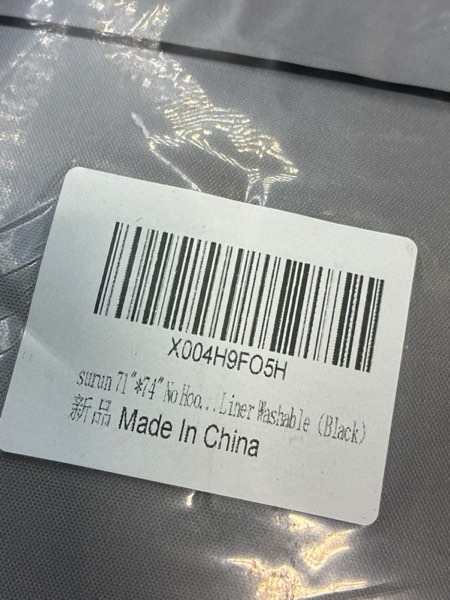 X004H9FO5H
surun 71"*74" No Hoo...Liner Washable (Black)
新品 Made In China